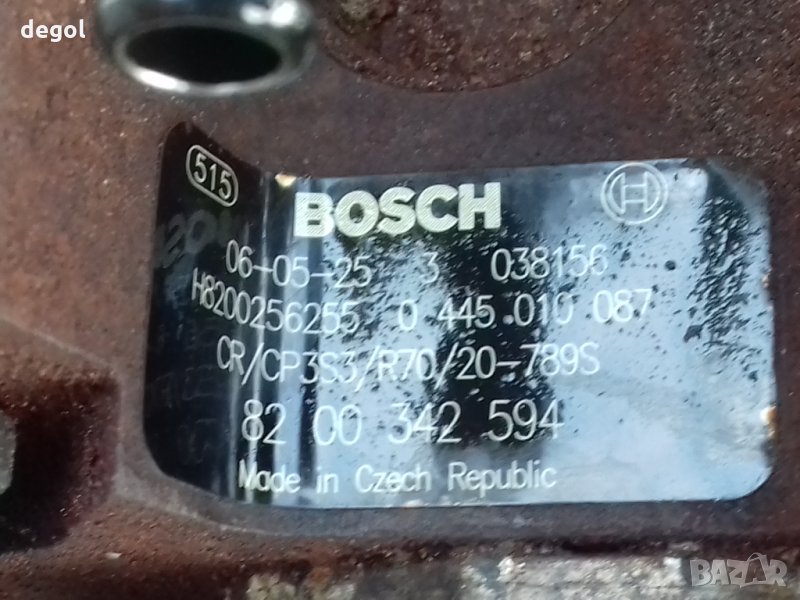 degol
515
BOSCH
06-05-25 3 038156
H8200256255 0 445 010 087
CR/CP3S3/R70/20-789S
82 00 342 594
Made in Czech Republic
BAZAR